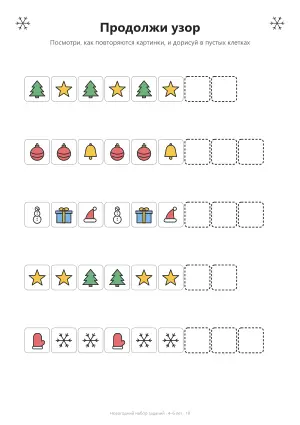 Продолжи узор
Посмотри, как повторяются картинки, и дорисуй в пустых клетках